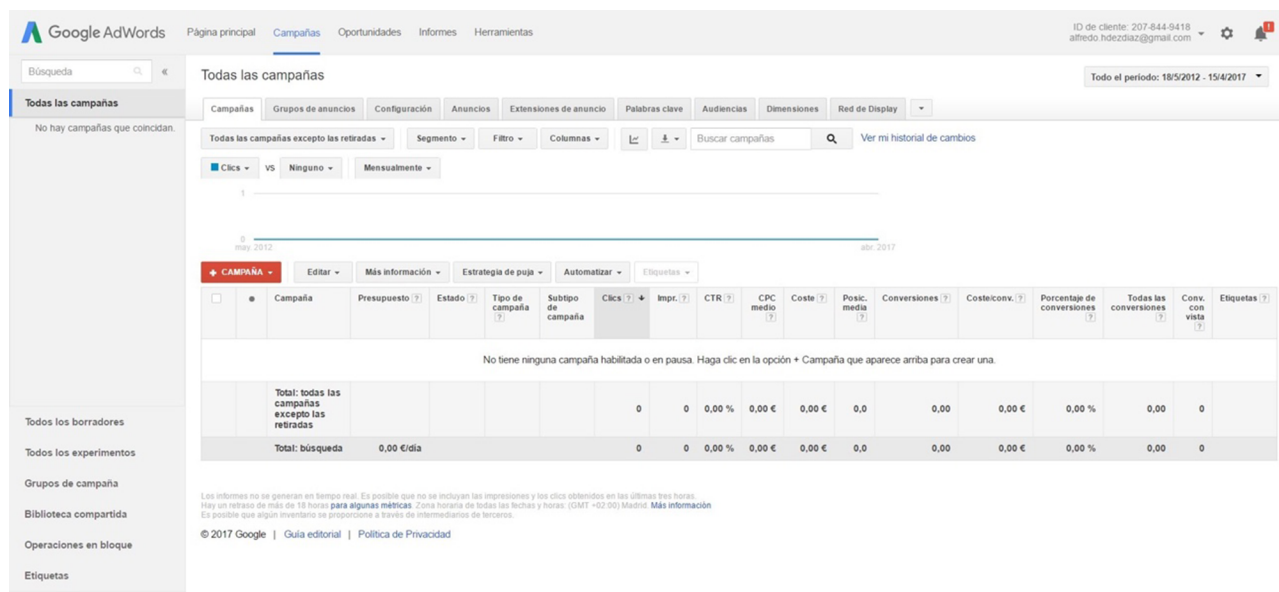 Google AdWords
Página principal Campañas Oportunidades Informes Herramientas
ID de cliente: 207-844-9418
alfredo.hdezdiaz@gmail.com
!
Búsqueda «
Todas las campañas
No hay campañas que coincidan.
Todos los borradores
Todos los experimentos
Grupos de campaña
Biblioteca compartida
Operaciones en bloque
Etiquetas
Todas las campañas
Todo el periodo: 18/5/2012 - 15/4/2017
Campañas Grupos de anuncios Configuración Anuncios Extensiones de anuncio Palabras clave Audiencias Dimensiones Red de Display
Todas las campañas excepto las retiradas Segmento Filtro Columnas Buscar campañas Ver mi historial de cambios
Clics VS Ninguno Mensualmente
1
0
may. 2012 abr. 2017
+ CAMPAÑA Editar Más información Estrategia de puja Automatizar Etiquetas
Campaña Presupuesto ? Estado ? Tipo de campaña ? Subtipo de campaña Clics ? Impr. ? CTR ? CPC medio ? Coste ? Posic. media ? Conversiones ? Coste/conv. ? Porcentaje de conversiones ? Todas las conversiones ? Conv. con vista ? Etiquetas ?
No tiene ninguna campaña habilitada o en pausa. Haga clic en la opción + Campaña que aparece arriba para crear una.
Total: todas las campañas excepto las retiradas 0 0 0,00 % 0,00 € 0,00 € 0,0 0,00 0,00 € 0,00 % 0,00 0
Total: búsqueda 0,00 €/día 0 0 0,00 % 0,00 € 0,00 € 0,0 0,00 0,00 € 0,00 % 0,00 0
Los informes no se generan en tiempo real. Es posible que no se incluyan las impresiones y los clics obtenidos en las últimas tres horas.
Hay un retraso de más de 18 horas para algunas métricas. Zona horaria de todas las fechas y horas: (GMT +02:00) Madrid. Más información
Es posible que algún inventario se proporcione a través de intermediarios de terceros.
© 2017 Google | Guía editorial | Política de Privacidad